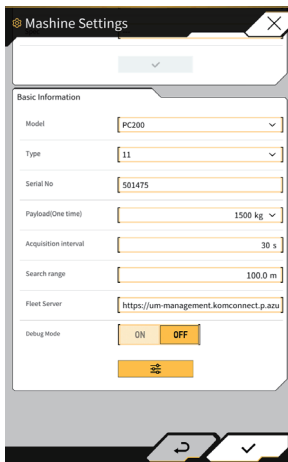 Mashine Settings
Basic Information
Model
PC200
Type
11
Serial No
501475
Payload(One time)
1500 kg
Acquisition interval
30 s
Search range
100.0 m
Fleet Server
https://um-management.komconnect.p.azu
Debug Mode
ON OFF